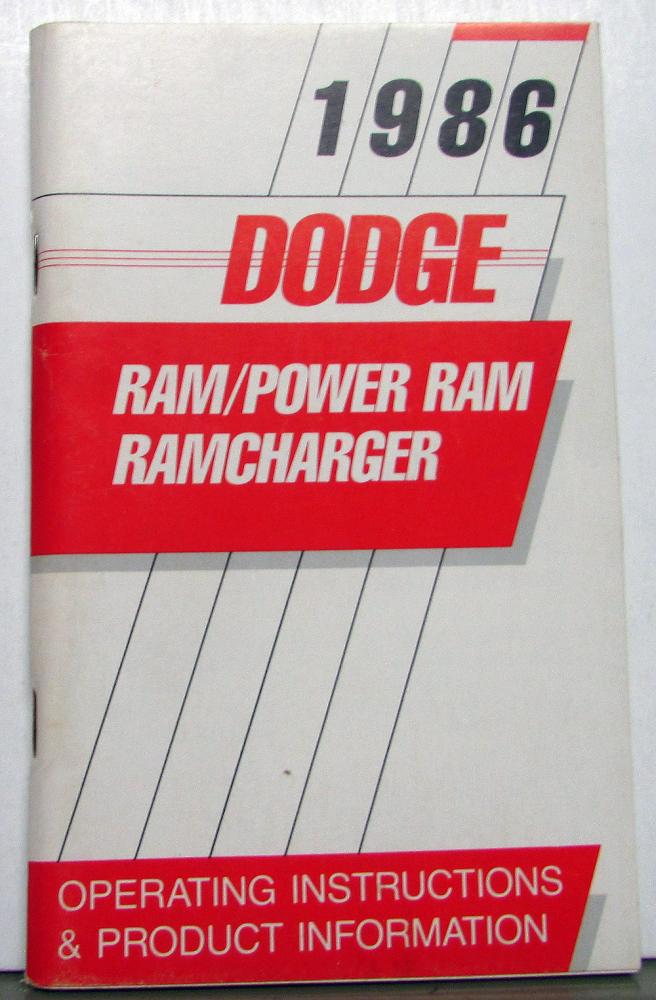 1986
DODGE
RAM/POWER RAM
RAMCHARGER
OPERATING INSTRUCTIONS
& PRODUCT INFORMATION